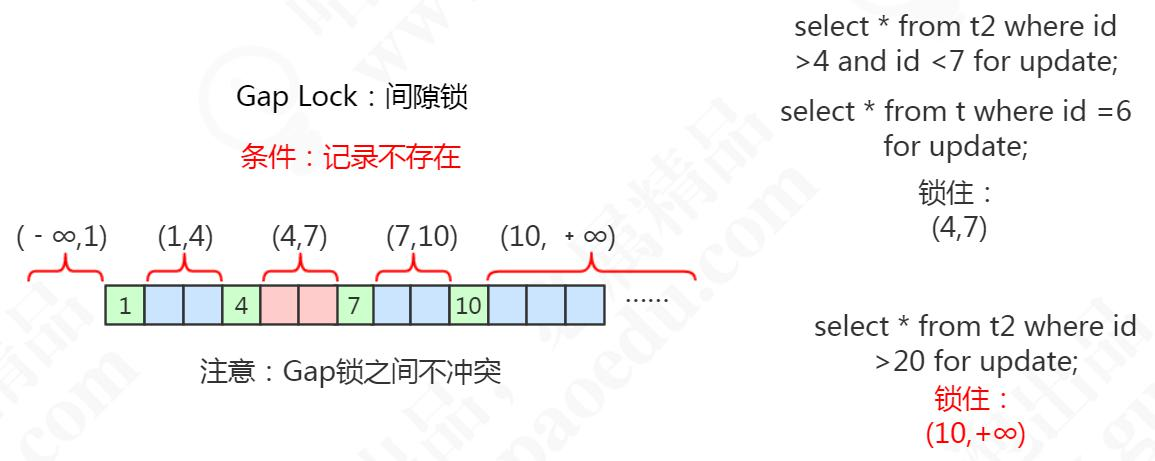 Gap Lock：间隙锁
条件：记录不存在
(－∞,1) (1,4) (4,7) (7,10) (10, ＋∞)
1 4 7 10 ······
注意：Gap锁之间不冲突
select * from t2 where id
>4 and id <7 for update;
select * from t where id =6
for update;
锁住：
(4,7)
select * from t2 where id
>20 for update;
锁住：
(10,+∞)